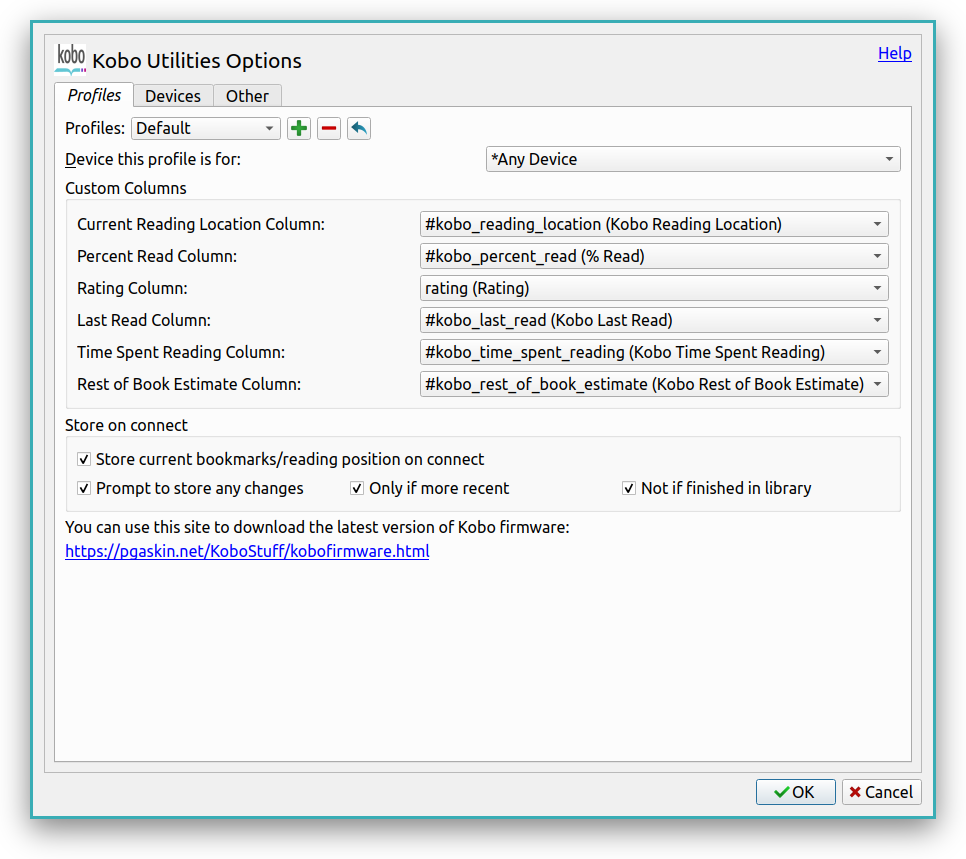 kobo Kobo Utilities Options Help
Profiles Devices Other
Profiles: Default
Device this profile is for: *Any Device
Custom Columns
Current Reading Location Column: #kobo_reading_location (Kobo Reading Location)
Percent Read Column: #kobo_percent_read (% Read)
Rating Column: rating (Rating)
Last Read Column: #kobo_last_read (Kobo Last Read)
Time Spent Reading Column: #kobo_time_spent_reading (Kobo Time Spent Reading)
Rest of Book Estimate Column: #kobo_rest_of_book_estimate (Kobo Rest of Book Estimate)
Store on connect
Store current bookmarks/reading position on connect
Prompt to store any changes Only if more recent Not if finished in library
You can use this site to download the latest version of Kobo firmware:
https://pgaskin.net/KoboStuff/kobofirmware.html
OK Cancel